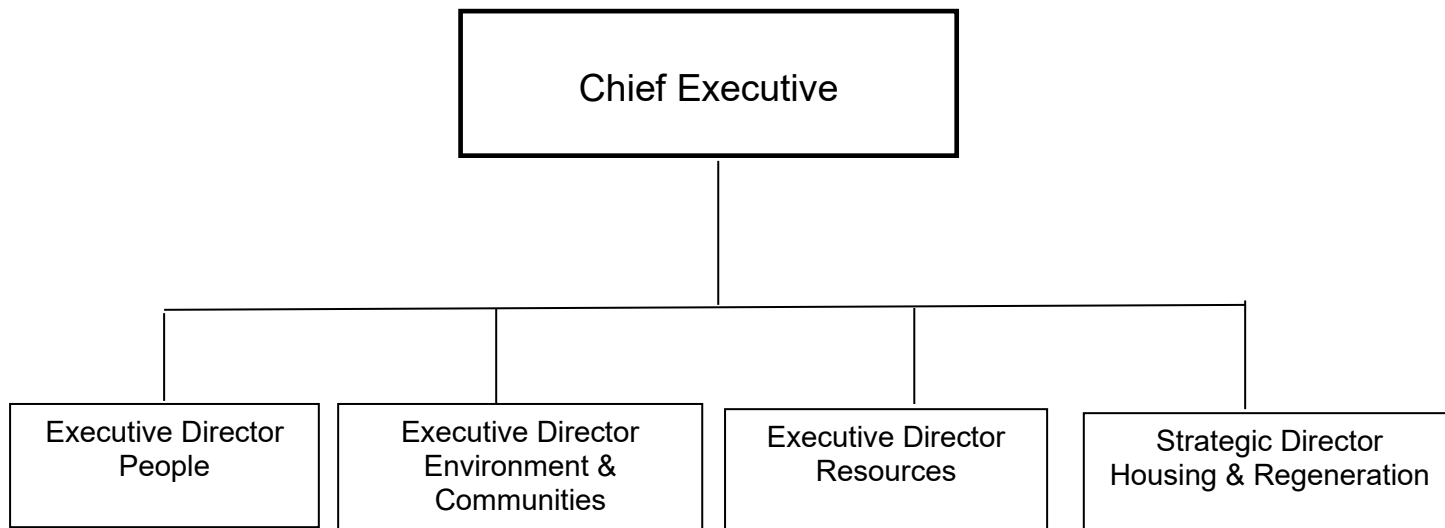 Chief Executive
Executive Director
People
Executive Director
Environment &
Communities
Executive Director
Resources
Strategic Director
Housing & Regeneration